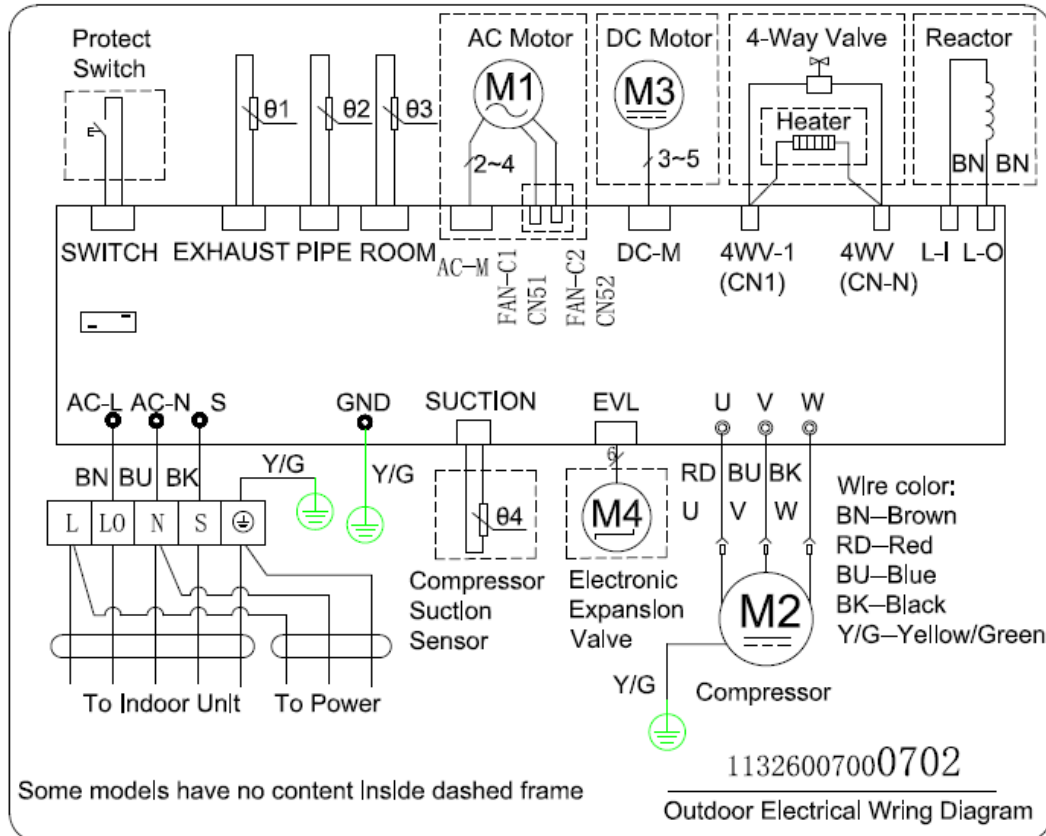 Protect
Switch
AC Motor
DC Motor
4-Way Valve
Reactor
θ1
θ2
θ3
M1
M3
Heater
2~4
3~5
BN BN
SWITCH
EXHAUST
PIPE
ROOM
AC-M
FAN-C1
CN51
FAN-C2
CN52
DC-M
4WV-1
(CN1)
4WV
(CN-N)
L-I
L-O
AC-L
AC-N
S
GND
SUCTION
EVL
U
V
W
BN
BU
BK
Y/G
Y/G
6
RD
BU
BK
U
V
W
L
LO
N
S
θ4
M4
M2
Wire color:
BN—Brown
RD—Red
BU—Blue
BK—Black
Y/G—Yellow/Green
Compressor
Suction
Sensor
Electronic
Expansion
Valve
Y/G
Compressor
To Indoor Unit
To Power
11326007000702
Some models have no content inside dashed frame
Outdoor Electrical Wring Diagram